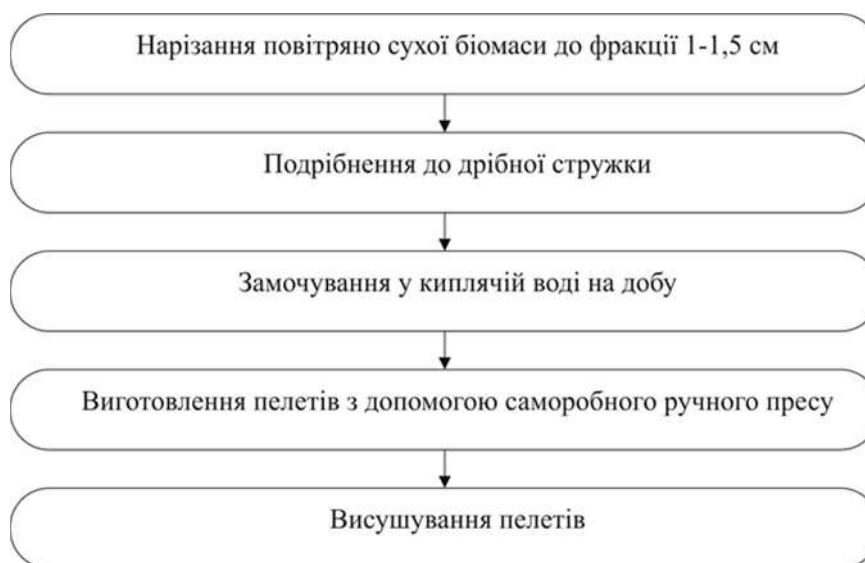 Нарізання повітряно сухої біомаси до фракції 1-1,5 см
Подрібнення до дрібної стружки
Замочування у киплячій воді на добу
Виготовлення пелетів з допомогою саморобного ручного пресу
Висушування пелетів